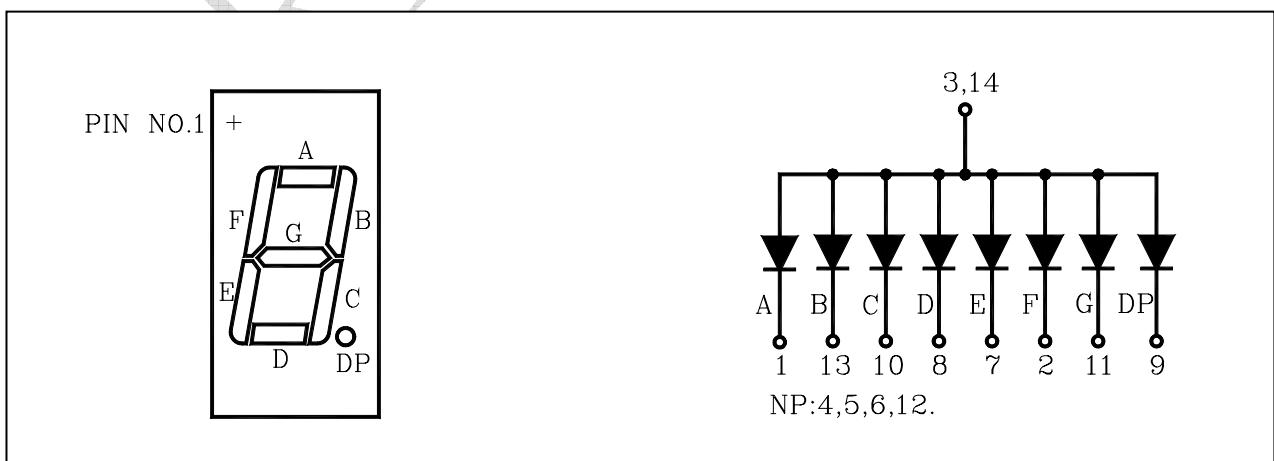 PIN NO.1 +
A
F B
G
E C
D DP
3,14
A B C D E F G DP
1 13 10 8 7 2 11 9
NP:4,5,6,12.